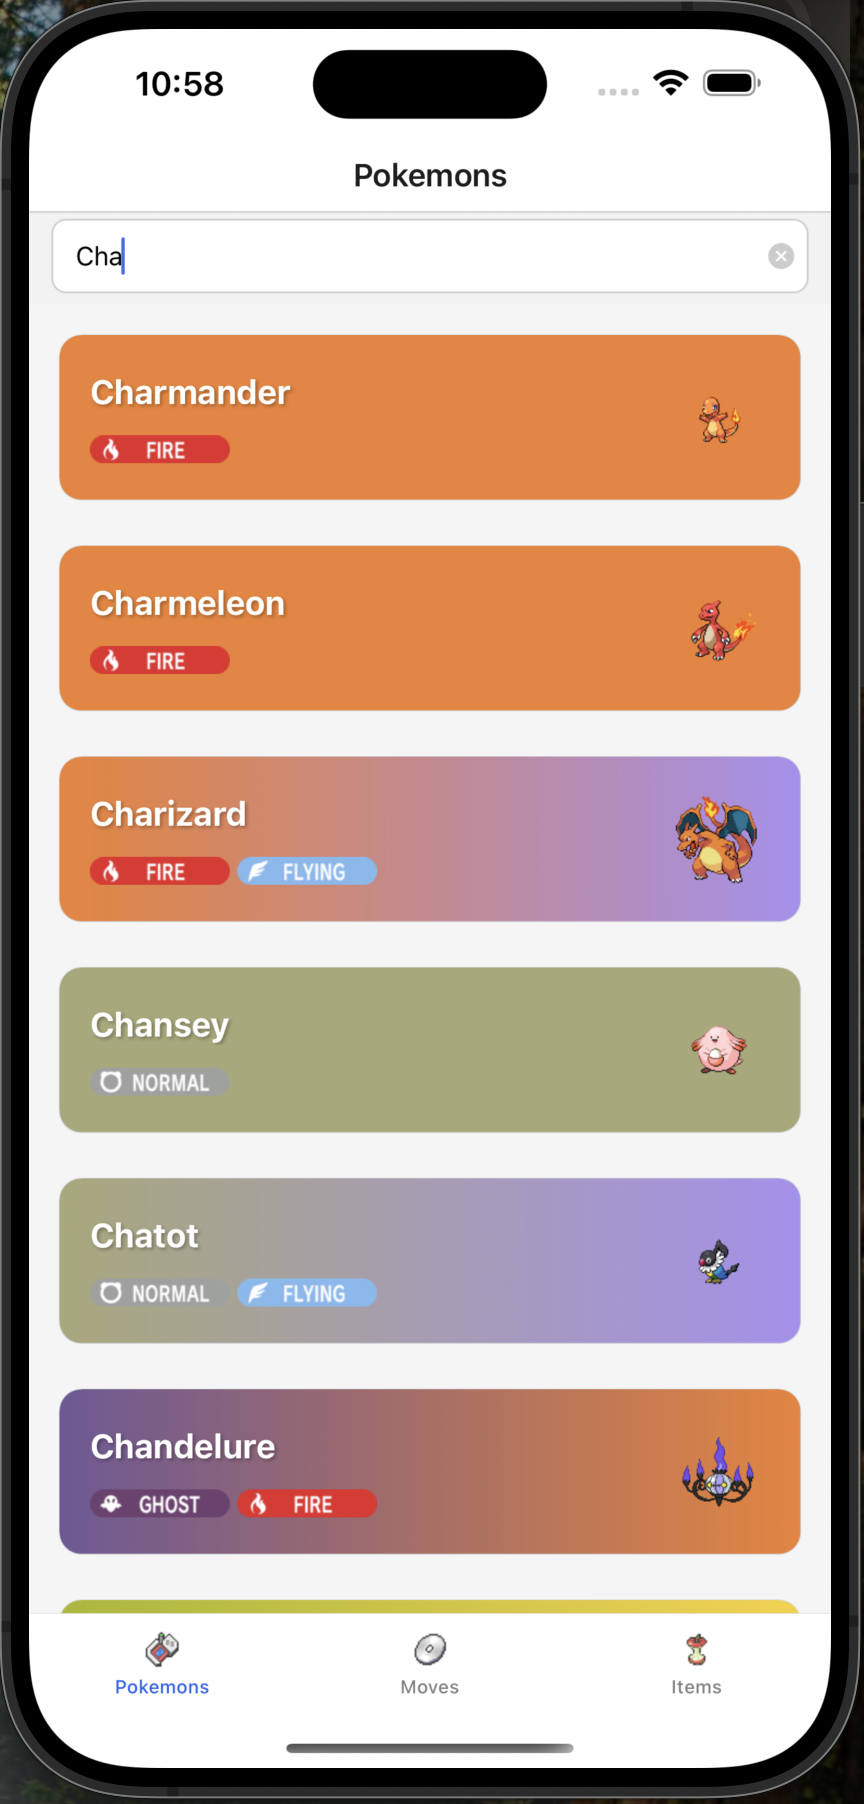 10:58
Pokemons
Cha
Charmander
FIRE
Charmeleon
FIRE
Charizard
FIRE FLYING
Chansey
NORMAL
Chatot
NORMAL FLYING
Chandelure
GHOST FIRE
Pokemons Moves Items